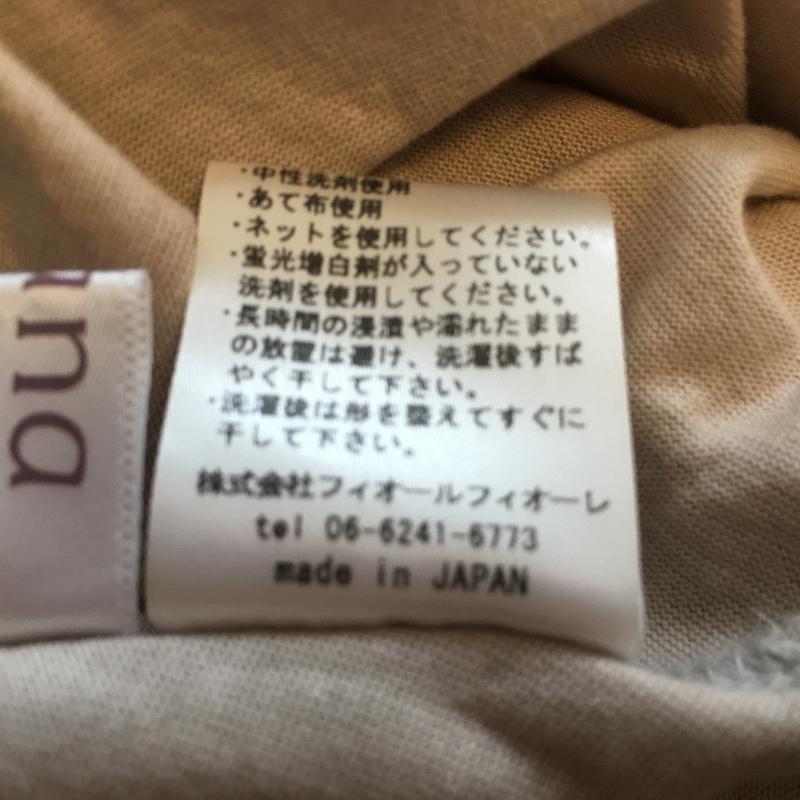 ・中性洗剤使用
・あて布使用
・ネットを使用してください。
・蛍光増白剤が入っていない
洗剤を使用してください。
・長時間の浸漬や濡れたまま
の放置は避け、洗濯後すば
やく干して下さい。
・洗濯後は形を整えてすぐに
干して下さい。
株式会社フィオールフィオーレ
tel 06-6241-6773
made in JAPAN
una